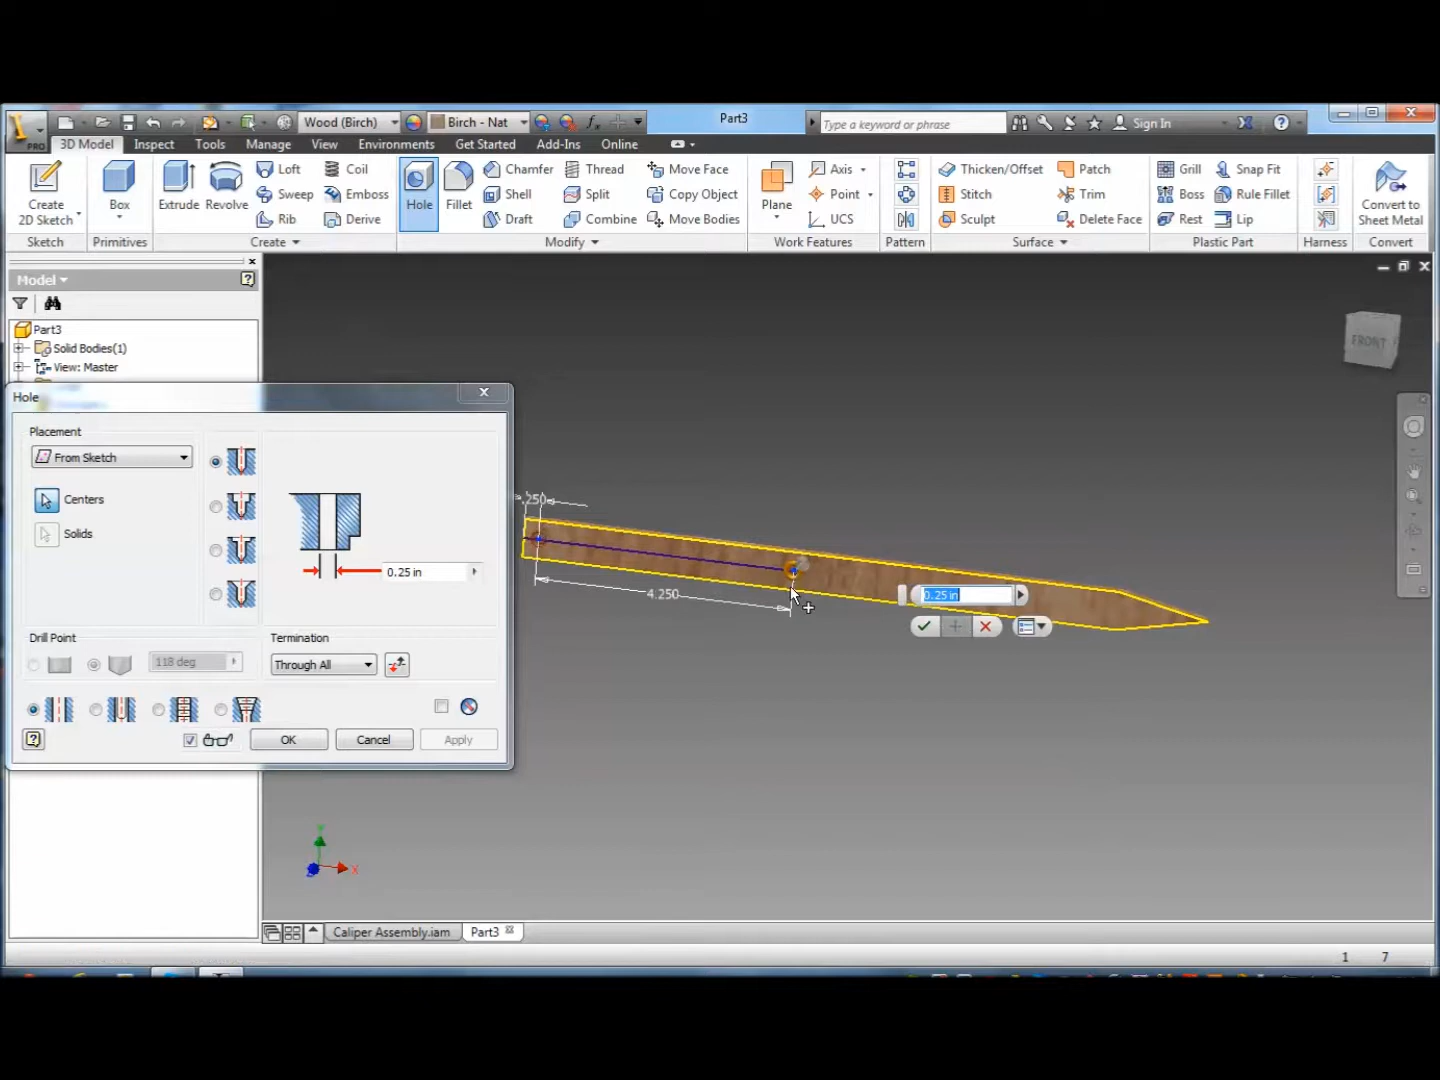 Wood (Birch)
Birch - Nat
Part3
Type a keyword or phrase
Sign In
PRO
3D Model
Inspect
Tools
Manage
View
Environments
Get Started
Add-Ins
Online
Create
2D Sketch
Box
Extrude
Revolve
Loft
Sweep
Rib
Coil
Emboss
Derive
Hole
Fillet
Chamfer
Shell
Draft
Thread
Split
Combine
Move Face
Copy Object
Move Bodies
Plane
Axis
Point
UCS
Thicken/Offset
Stitch
Sculpt
Patch
Trim
Delete Face
Grill
Boss
Rest
Snap Fit
Rule Fillet
Lip
Convert to
Sheet Metal
Sketch
Primitives
Create
Modify
Work Features
Pattern
Surface
Plastic Part
Harness
Convert
Model
Part3
Solid Bodies(1)
View: Master
FRONT
Hole
Placement
From Sketch
Centers
Solids
0.25 in
Drill Point
118 deg
Termination
Through All
OK
Cancel
Apply
.250
4.250
0.25 in
X
Caliper Assembly.iam
Part3
1
7